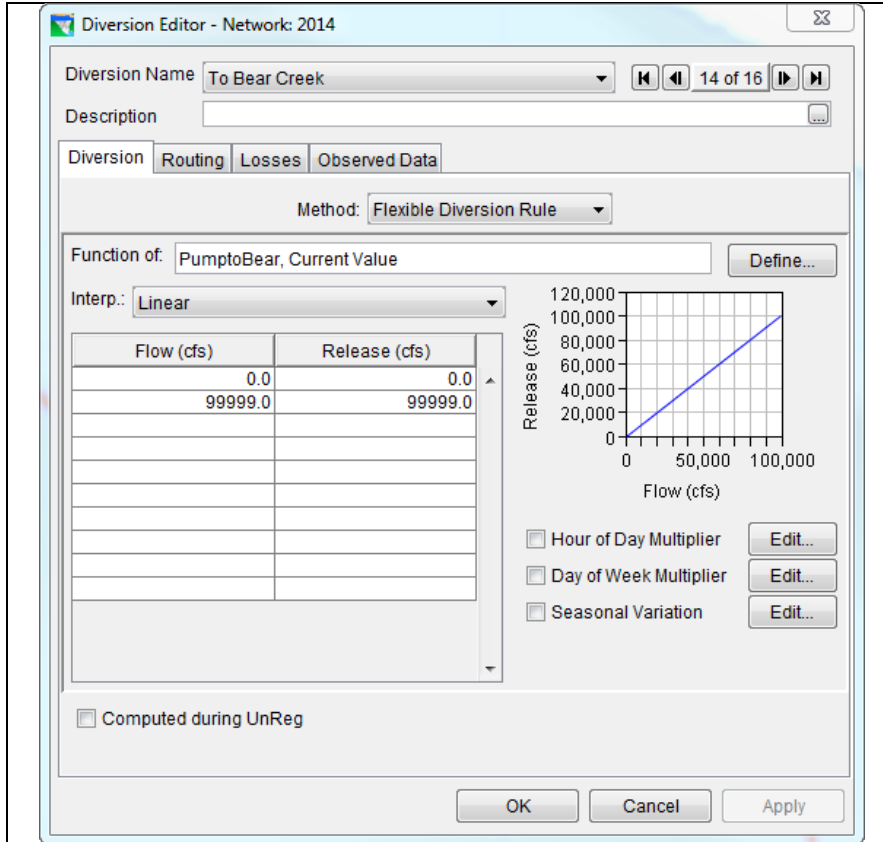 Diversion Editor - Network: 2014
Diversion Name To Bear Creek 14 of 16
Description ...
Diversion Routing Losses Observed Data
Method: Flexible Diversion Rule
Function of: PumptoBear, Current Value Define...
Interp.: Linear
Flow (cfs) Release (cfs)
0.0 0.0
99999.0 99999.0
Release (cfs)
120,000
100,000
80,000
60,000
40,000
20,000
0
0 50,000 100,000
Flow (cfs)
Hour of Day Multiplier Edit...
Day of Week Multiplier Edit...
Seasonal Variation Edit...
Computed during UnReg
OK Cancel Apply